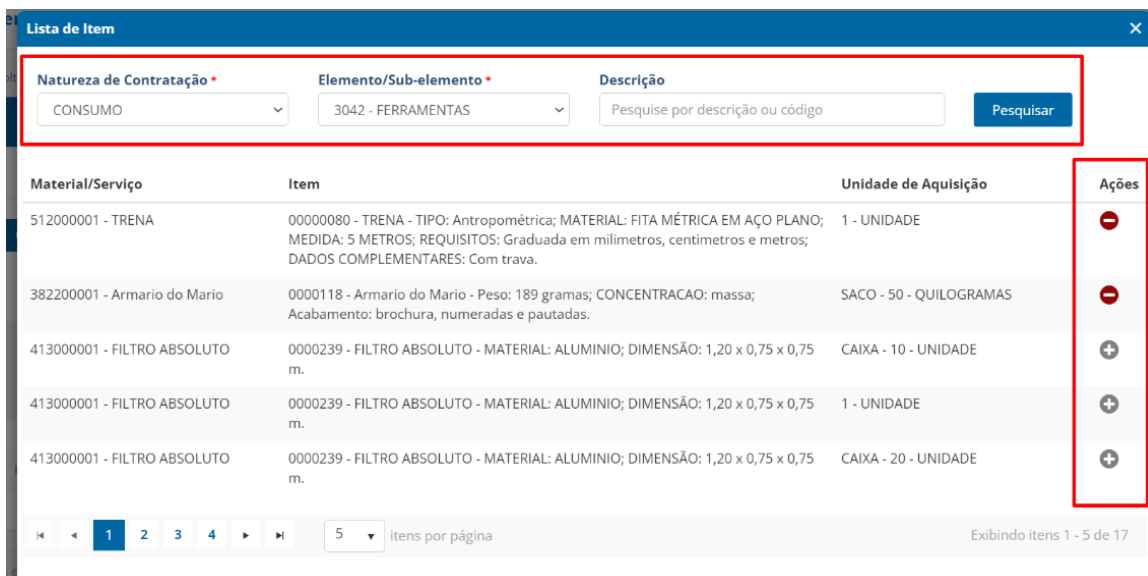 Lista de Item
Natureza de Contratação *
Elemento/Sub-elemento *
Descrição
CONSUMO
3042 - FERRAMENTAS
Pesquise por descrição ou código
Pesquisar
Material/Serviço
Item
Unidade de Aquisição
Ações
512000001 - TRENA
00000080 - TRENA - TIPO: Antropométrica; MATERIAL: FITA MÉTRICA EM AÇO PLANO;
MEDIDA: 5 METROS; REQUISITOS: Graduada em milimetros, centimetros e metros;
DADOS COMPLEMENTARES: Com trava.
1 - UNIDADE
382200001 - Armario do Mario
0000118 - Armario do Mario - Peso: 189 gramas; CONCENTRACAO: massa;
Acabamento: brochura, numeradas e pautadas.
SACO - 50 - QUILOGRAMAS
413000001 - FILTRO ABSOLUTO
0000239 - FILTRO ABSOLUTO - MATERIAL: ALUMINIO; DIMENSÃO: 1,20 x 0,75 x 0,75
m.
CAIXA - 10 - UNIDADE
413000001 - FILTRO ABSOLUTO
0000239 - FILTRO ABSOLUTO - MATERIAL: ALUMINIO; DIMENSÃO: 1,20 x 0,75 x 0,75
m.
1 - UNIDADE
413000001 - FILTRO ABSOLUTO
0000239 - FILTRO ABSOLUTO - MATERIAL: ALUMINIO; DIMENSÃO: 1,20 x 0,75 x 0,75
m.
CAIXA - 20 - UNIDADE
1 2 3 4
5 itens por página
Exibindo itens 1 - 5 de 17